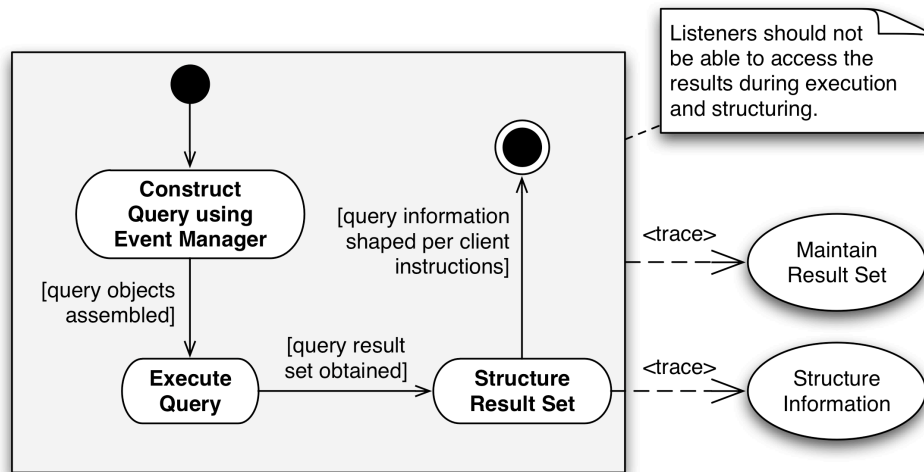 Listeners should not
be able to access the
results during execution
and structuring.
Construct
Query using
Event Manager
[query information
shaped per client
instructions]
<trace>
Maintain
Result Set
[query objects
assembled]
[query result
set obtained]
Execute
Query
Structure
Result Set
<trace>
Structure
Information